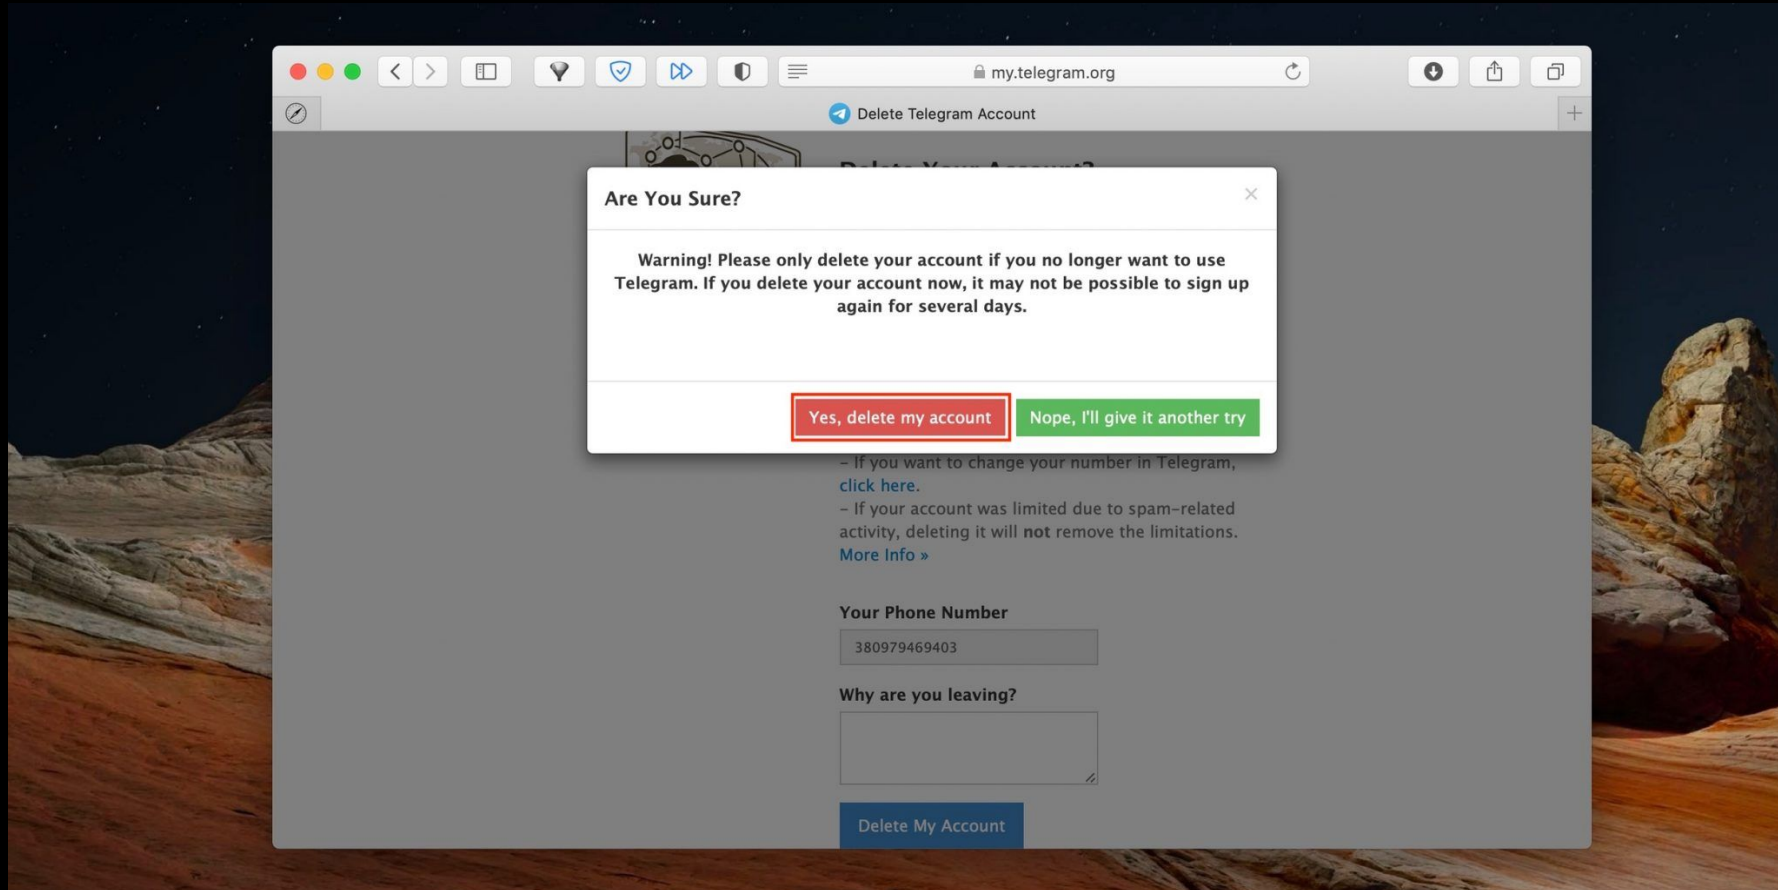 my.telegram.org
Delete Telegram Account
Delete Your Account?
Are You Sure?
Warning! Please only delete your account if you no longer want to use
Telegram. If you delete your account now, it may not be possible to sign up
again for several days.
Yes, delete my account
Nope, I'll give it another try
– If you want to change your number in Telegram,
click here.
– If your account was limited due to spam-related
activity, deleting it will not remove the limitations.
More Info »
Your Phone Number
380979469403
Why are you leaving?
Delete My Account